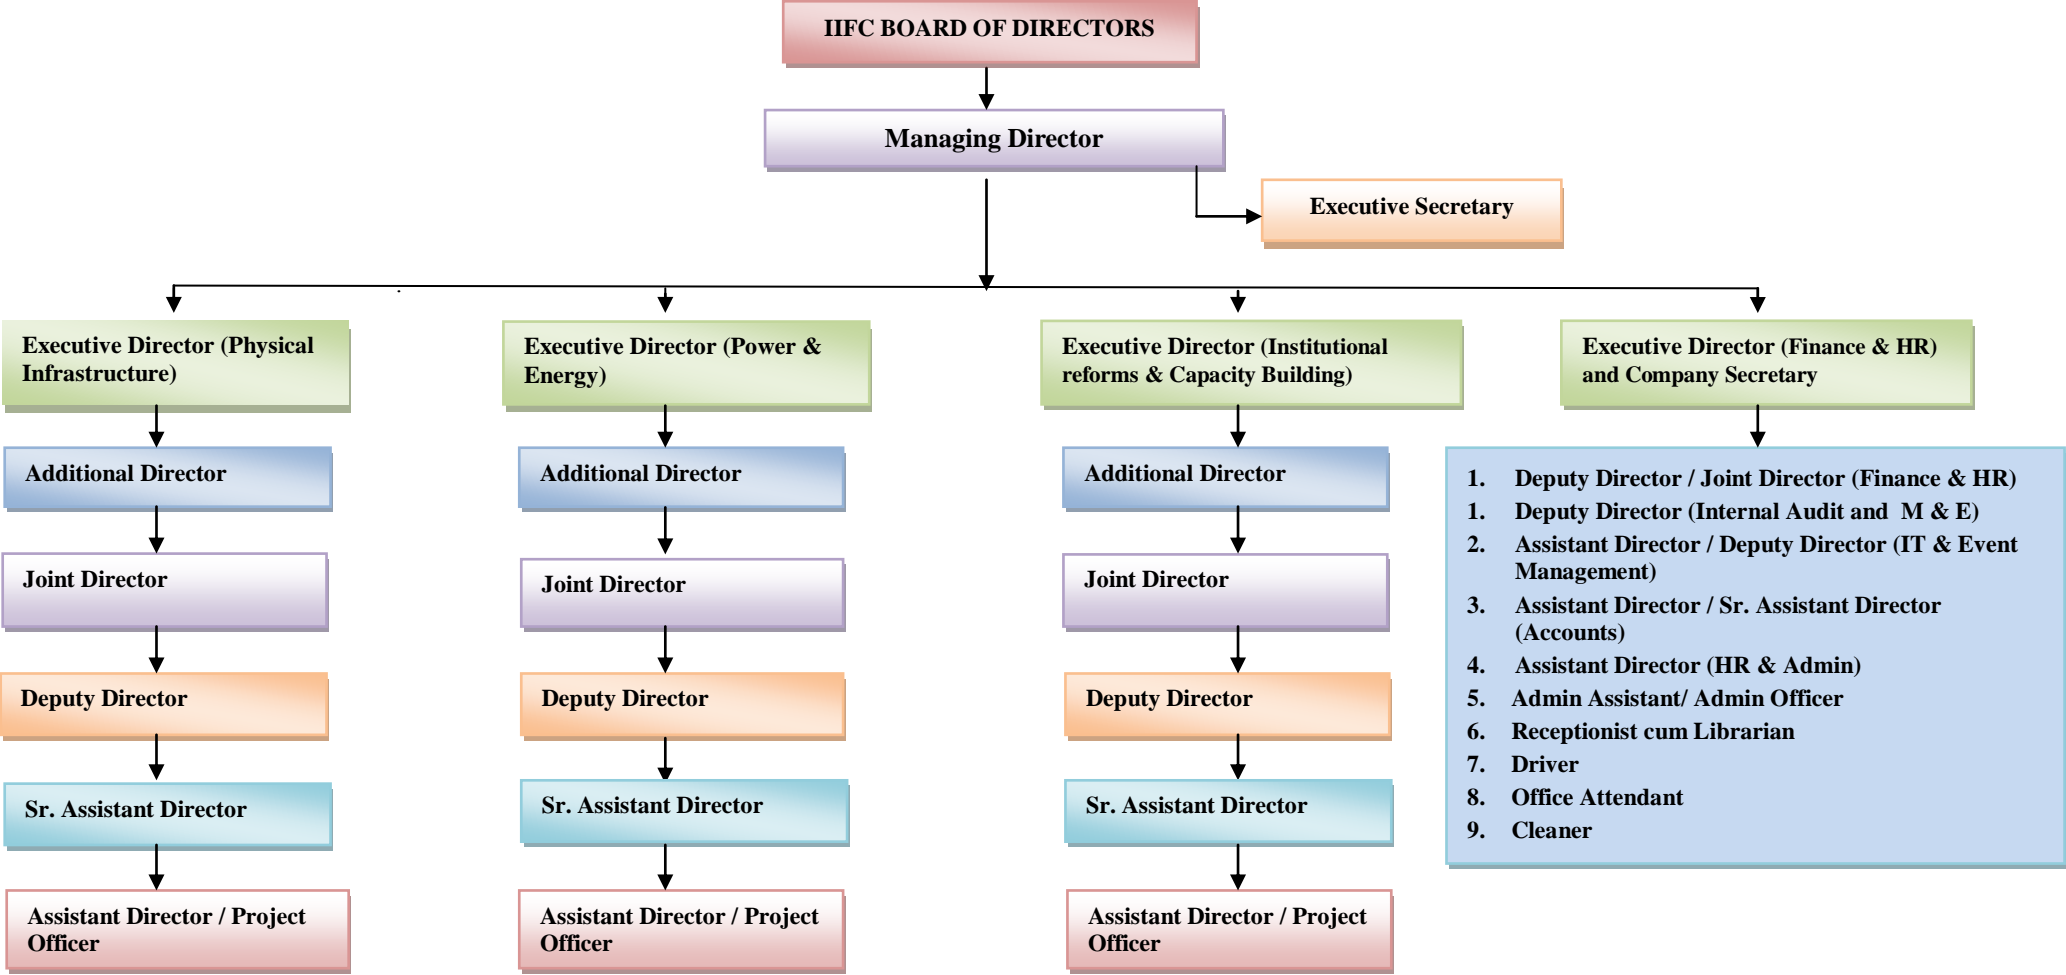 IIFC BOARD OF DIRECTORS
Managing Director
Executive Secretary
Executive Director (Physical
Infrastructure)
Executive Director (Power &
Energy)
Executive Director (Institutional
reforms & Capacity Building)
Executive Director (Finance & HR)
and Company Secretary
Additional Director
Additional Director
Additional Director
Joint Director
Joint Director
Joint Director
Deputy Director
Deputy Director
Deputy Director
Sr. Assistant Director
Sr. Assistant Director
Sr. Assistant Director
Assistant Director / Project
Officer
Assistant Director / Project
Officer
Assistant Director / Project
Officer
1. Deputy Director / Joint Director (Finance & HR)
1. Deputy Director (Internal Audit and M & E)
2. Assistant Director / Deputy Director (IT & Event
Management)
3. Assistant Director / Sr. Assistant Director
(Accounts)
4. Assistant Director (HR & Admin)
5. Admin Assistant/ Admin Officer
6. Receptionist cum Librarian
7. Driver
8. Office Attendant
9. Cleaner